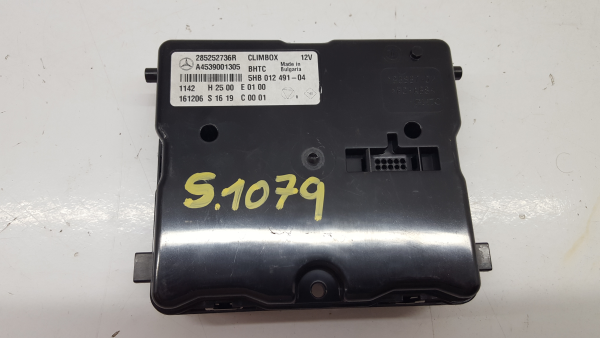 285252736R CLIMBOX 12V
A4539001305 BHTC Made in Bulgaria
5HB 012 491-04
1142 H 25 00 E 01 00
161206 S 16 19 C 00 01
S.1079